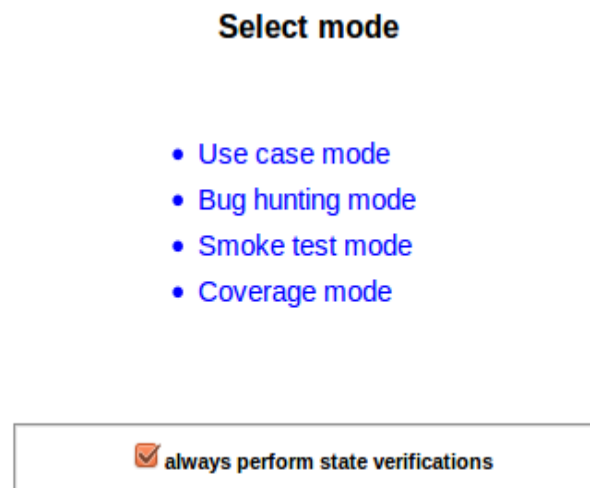 Select mode
Use case mode
Bug hunting mode
Smoke test mode
Coverage mode
always perform state verifications